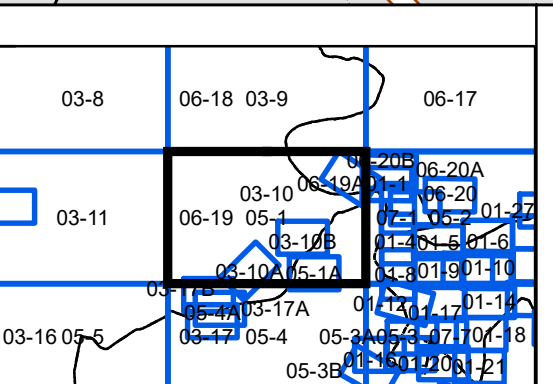 03-8 06-18 03-9 06-17
06-20B
06-20A
06-19A 01-1
03-10 06-20
03-11 06-19 05-1 07-1 05-2 01-27
03-10B 01-4 01-5 01-6
03-10A 05-1A 01-8 01-9 01-10
03-17B
01-12 01-14
05-4A 03-17A 01-17
03-16 05-5 03-17 05-4 05-3A 05-3 07-7 01-18
01-16 01-20 01-21
05-3B